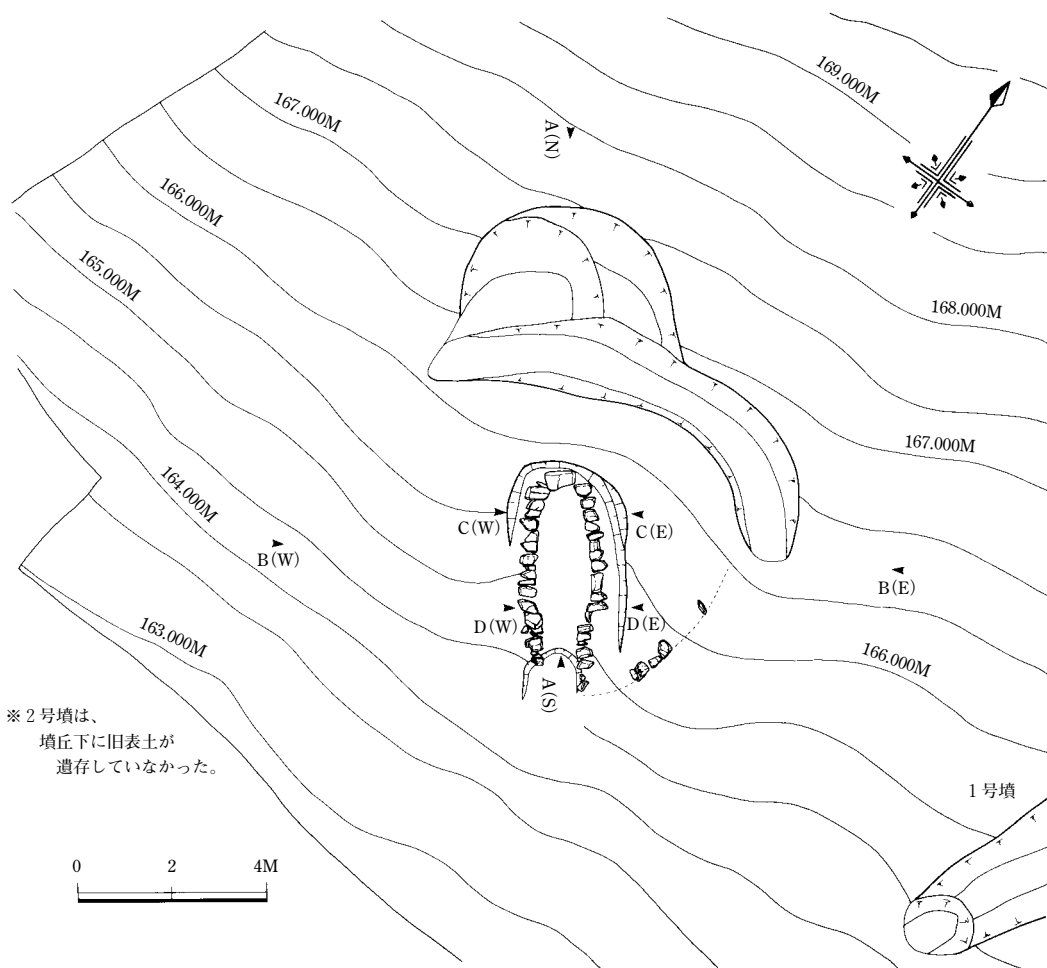 169.000M
167.000M
A(N)
166.000M
165.000M
168.000M
167.000M
164.000M
C(W)
C(E)
B(W)
B(E)
D(W)
D(E)
163.000M
166.000M
A(S)
※2号墳は、
墳丘下に旧表土が
遺存していなかった。
1号墳
0 2 4M